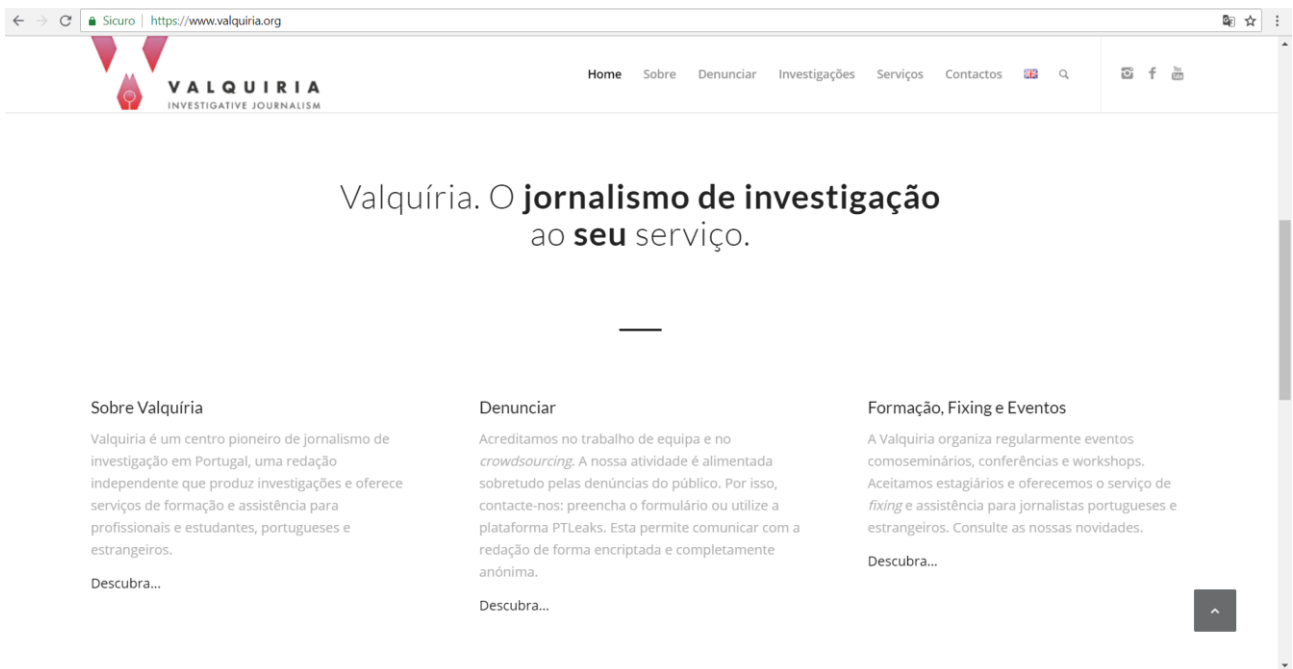 Sicuro | https://www.valquiria.org
VALQUIRIA
INVESTIGATIVE JOURNALISM
Home Sobre Denunciar Investigações Serviços Contactos
Valquíria. O jornalismo de investigação
ao seu serviço.
Sobre Valquíria
Valquiria é um centro pioneiro de jornalismo de
investigação em Portugal, uma redação
independente que produz investigações e oferece
serviços de formação e assistência para
profissionais e estudantes, portugueses e
estrangeiros.
Descubra...
Denunciar
Acreditamos no trabalho de equipa e no
crowdsourcing. A nossa atividade é alimentada
sobretudo pelas denúncias do público. Por isso,
contacte-nos: preencha o formulário ou utilize a
plataforma PTLeaks. Esta permite comunicar com a
redação de forma encriptada e completamente
anónima.
Descubra...
Formação, Fixing e Eventos
A Valquiria organiza regularmente eventos
comoseminários, conferências e workshops.
Aceitamos estagiários e oferecemos o serviço de
fixing e assistência para jornalistas portugueses e
estrangeiros. Consulte as nossas novidades.
Descubra...